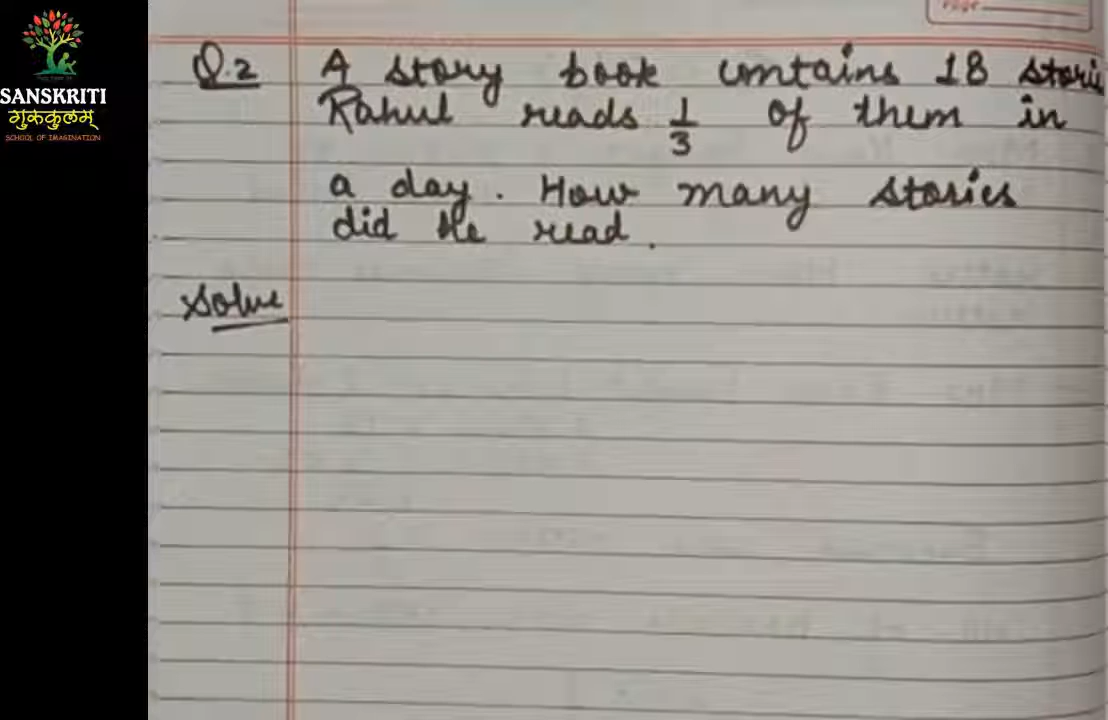 SANSKRITI
गुरुकुलम्
SCHOOL OF IMAGINATION
Q.2 A story book contains 18 stori
Rahul reads 1/3 of them in
a day. How many stories
did He read.
Solve